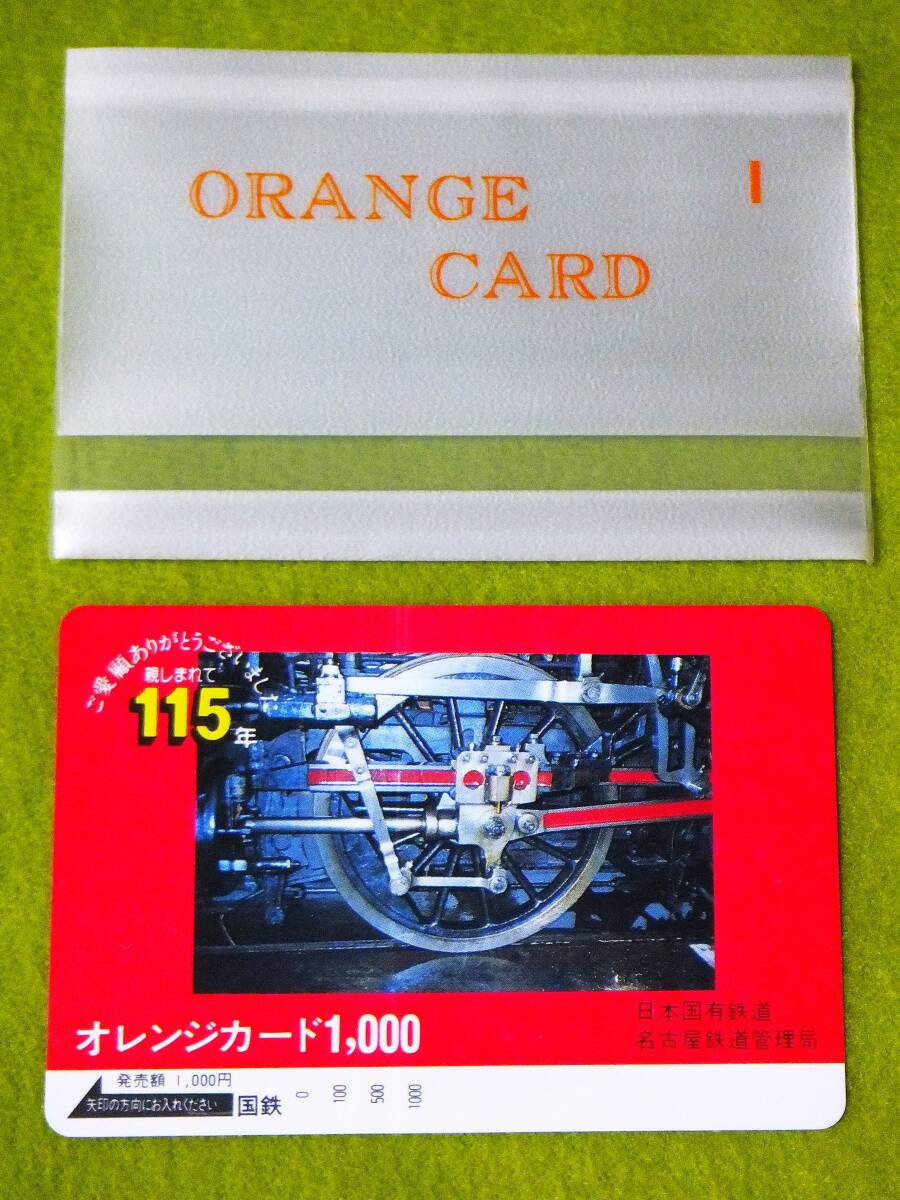 ORANGE
CARD
ご愛顧ありがとうございました
親しまれて
115年
オレンジカード1,000
日本国有鉄道
名古屋鉄道管理局
発売額 1,000円
矢印の方向にお入れください
国鉄
0 100 500 1000